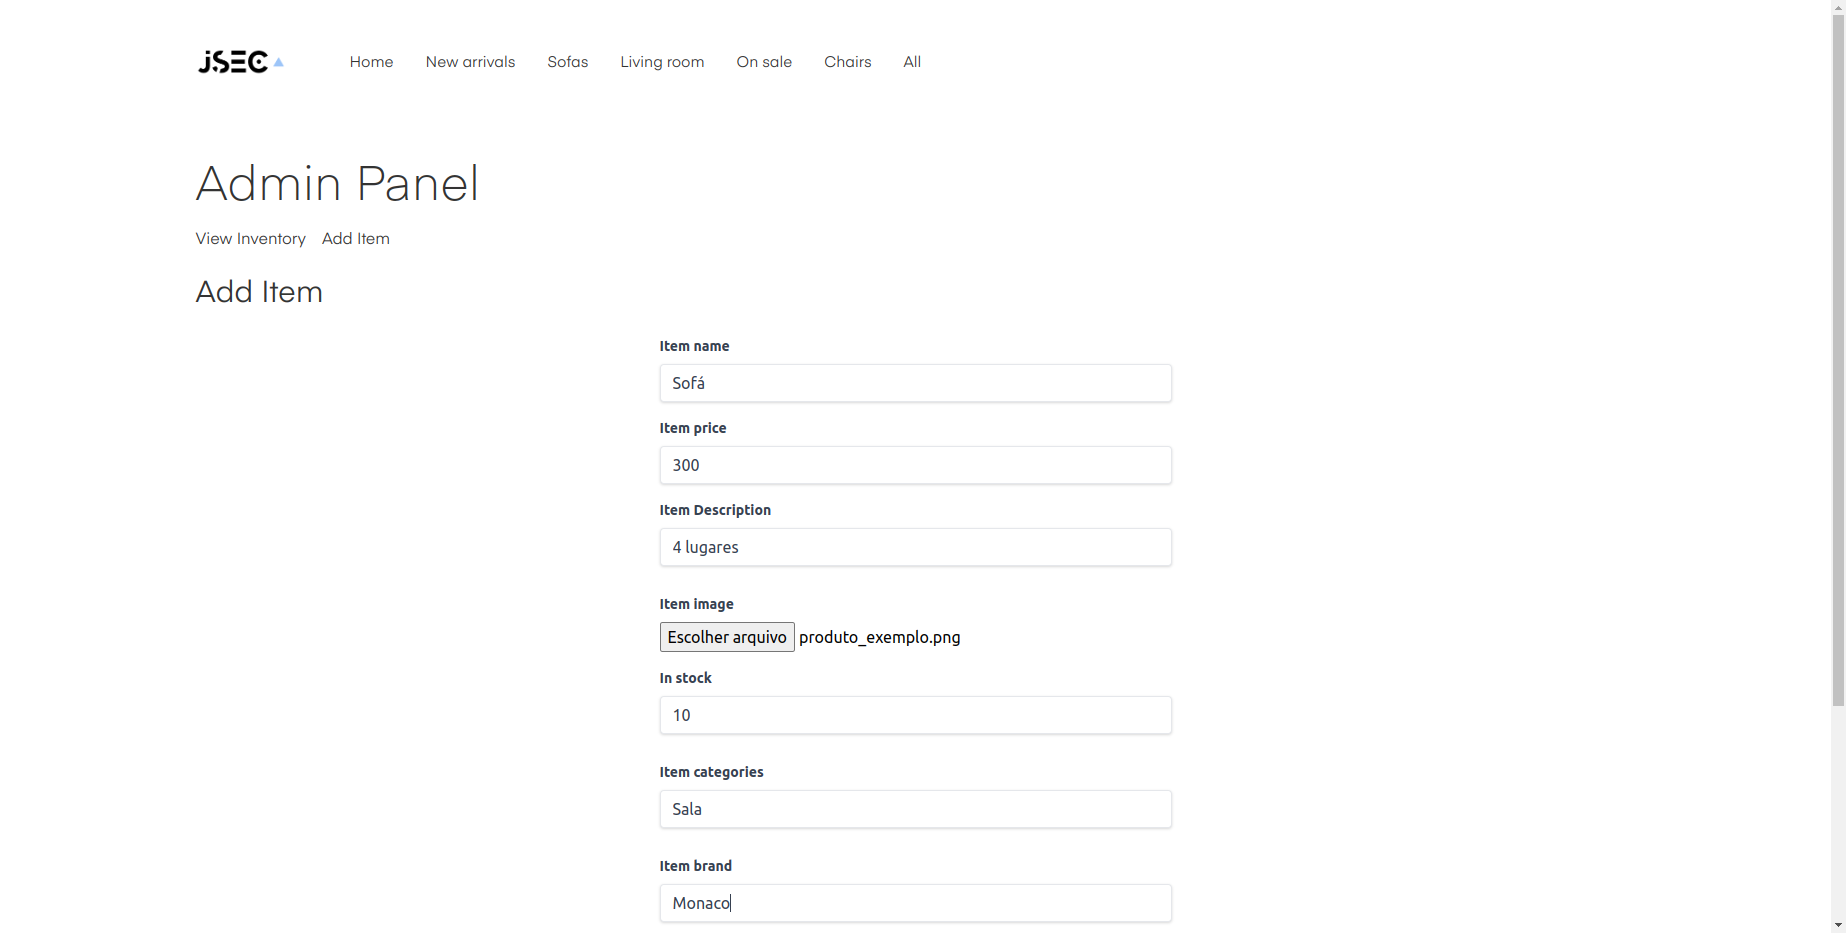 jSEC
Home New arrivals Sofas Living room On sale Chairs All
Admin Panel
View Inventory Add Item
Add Item
Item name
Sofá
Item price
300
Item Description
4 lugares
Item image
Escolher arquivo produto_exemplo.png
In stock
10
Item categories
Sala
Item brand
Monaco